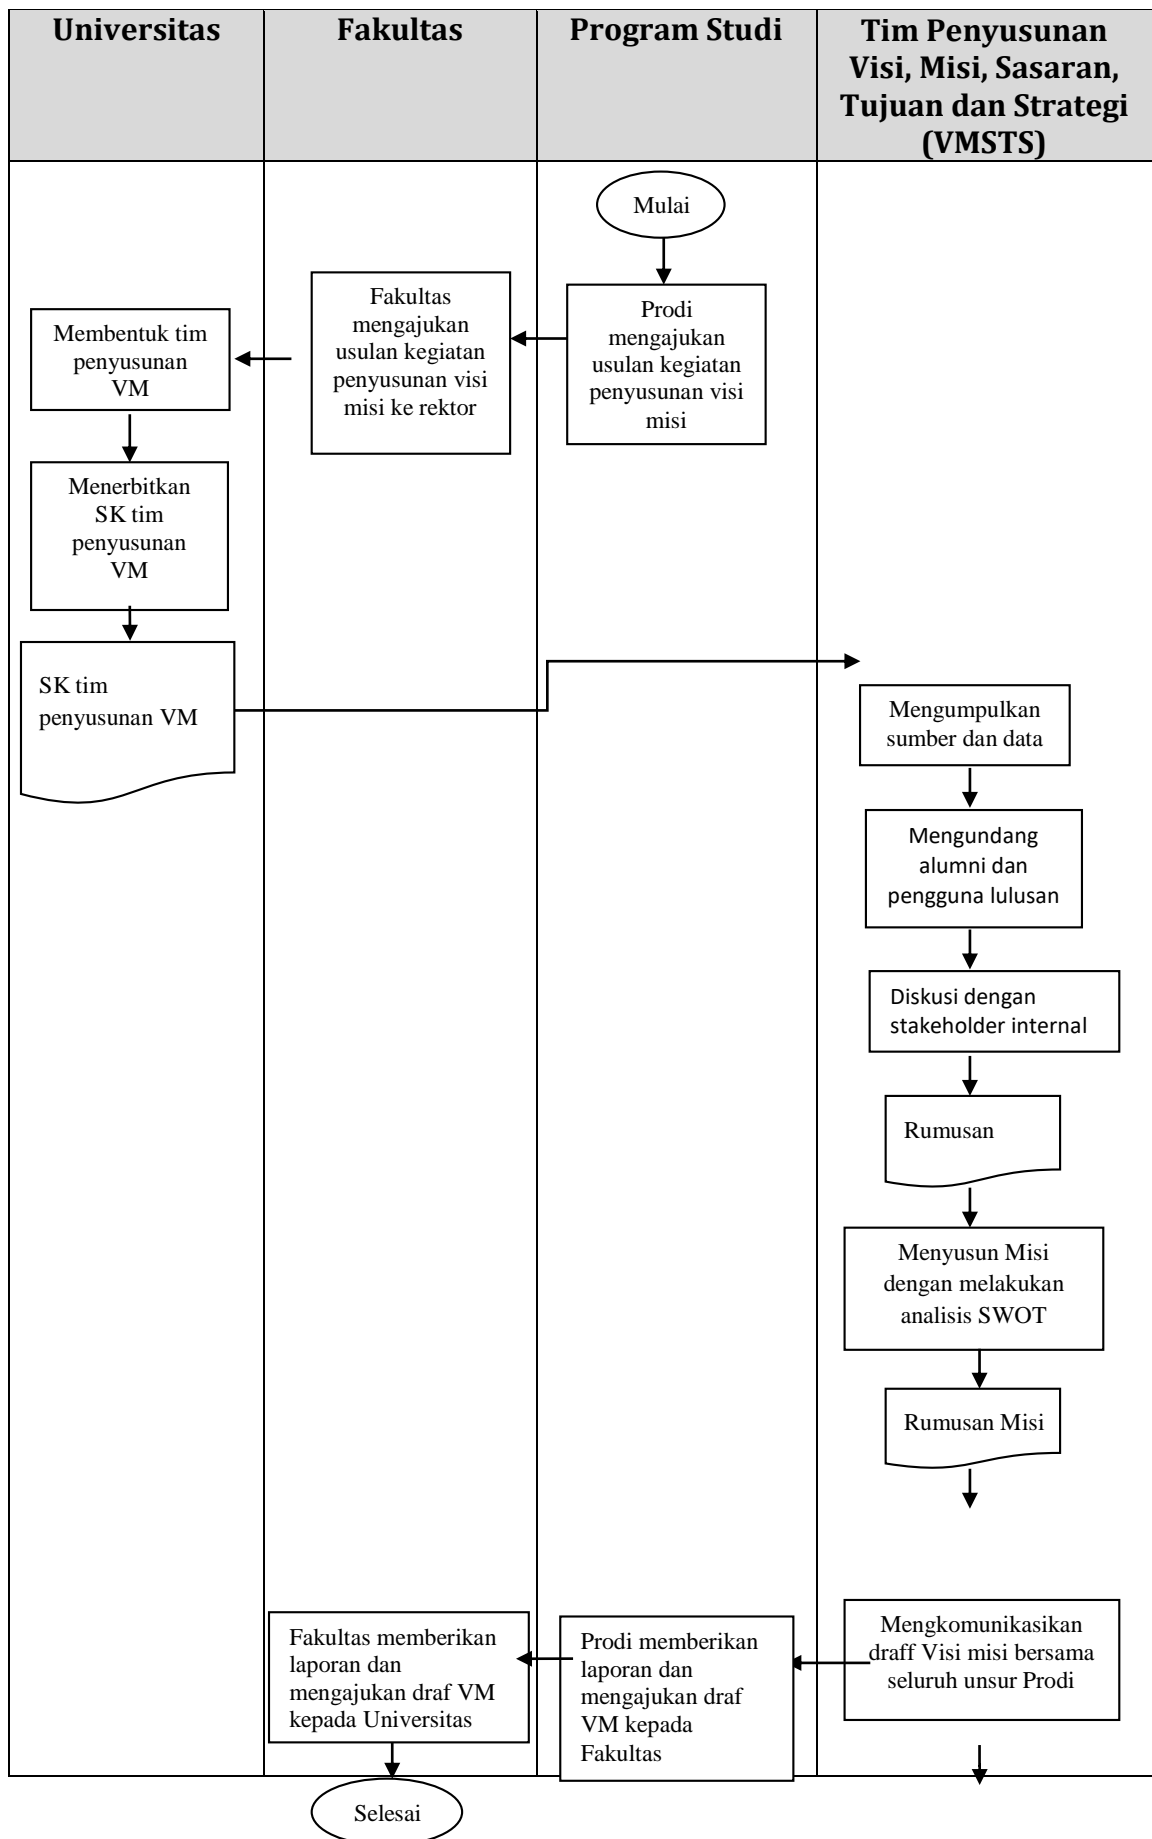 Universitas
Fakultas
Program Studi
Tim Penyusunan
Visi, Misi, Sasaran,
Tujuan dan Strategi
(VMSTS)
Mulai
Prodi
mengajukan
usulan kegiatan
penyusunan visi
misi
Fakultas
mengajukan
usulan kegiatan
penyusunan visi
misi ke rektor
Membentuk tim
penyusunan
VM
Menerbitkan
SK tim
penyusunan
VM
SK tim
penyusunan VM
Mengumpulkan
sumber dan data
Mengundang
alumni dan
pengguna lulusan
Diskusi dengan
stakeholder internal
Rumusan
Menyusun Misi
dengan melakukan
analisis SWOT
Rumusan Misi
Mengkomunikasikan
draff Visi misi bersama
seluruh unsur Prodi
Prodi memberikan
laporan dan
mengajukan draf
VM kepada
Fakultas
Fakultas memberikan
laporan dan
mengajukan draf VM
kepada Universitas
Selesai